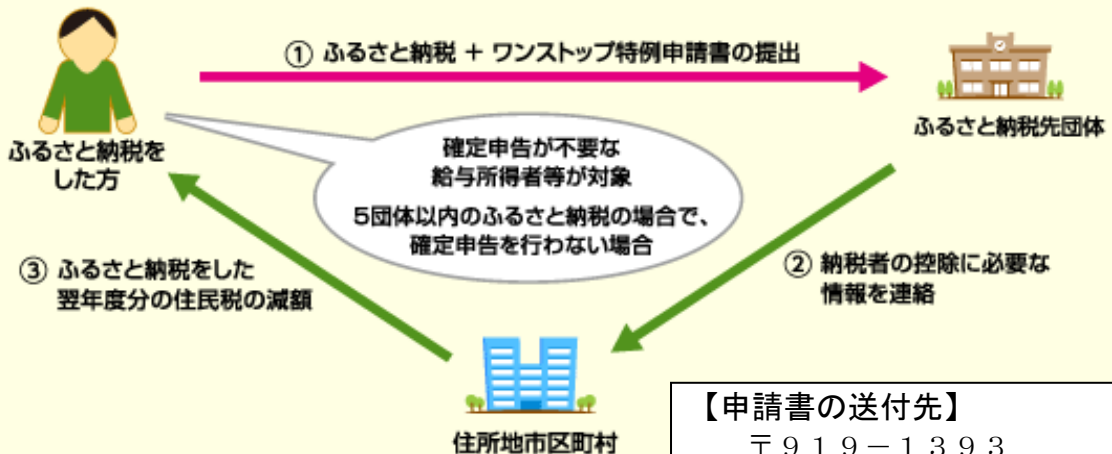 ① ふるさと納税 + ワンストップ特例申請書の提出
ふるさと納税を
した方
ふるさと納税先団体
確定申告が不要な
給与所得者等が対象
5団体以内のふるさと納税の場合で、
確定申告を行わない場合
③ ふるさと納税をした
翌年度分の住民税の減額
② 納税者の控除に必要な
情報を連絡
住所地市区町村
【申請書の送付先】
〒919-1393